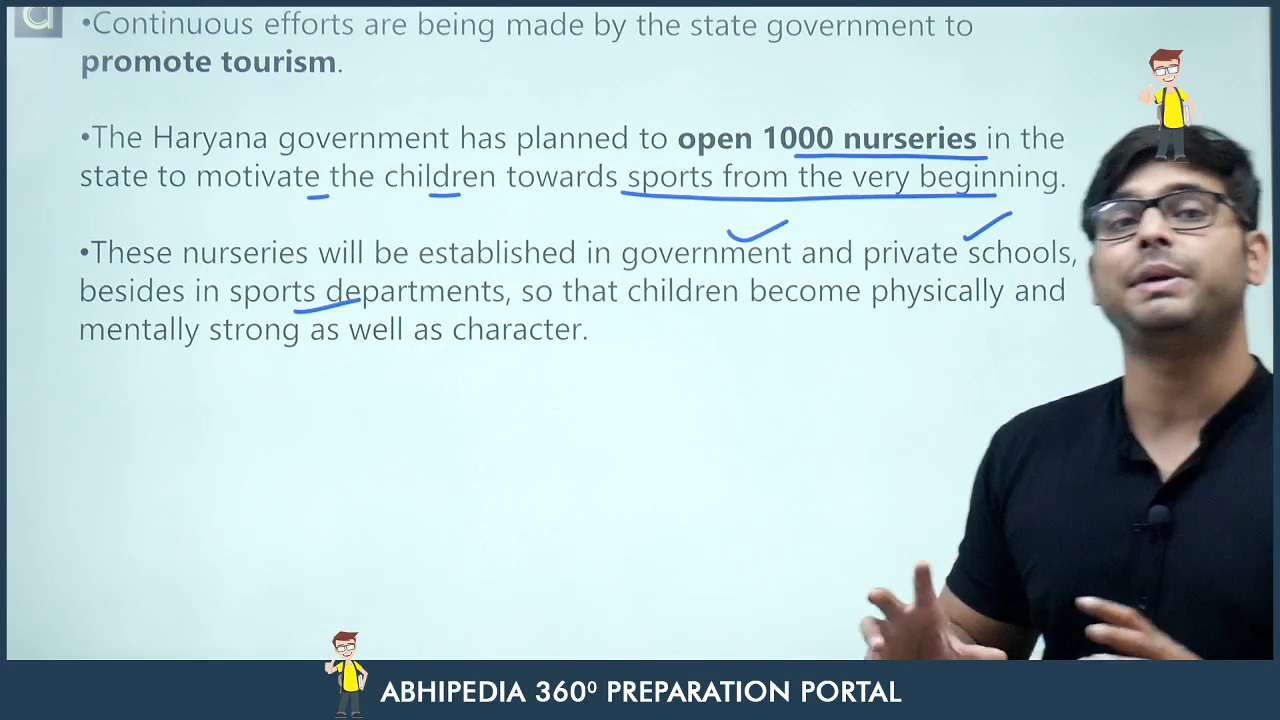 a
•Continuous efforts are being made by the state government to
promote tourism.
•The Haryana government has planned to open 1000 nurseries in the
state to motivate the children towards sports from the very beginning.
•These nurseries will be established in government and private schools,
besides in sports departments, so that children become physically and
mentally strong as well as character.
ABHIPEDIA 360⁰ PREPARATION PORTAL